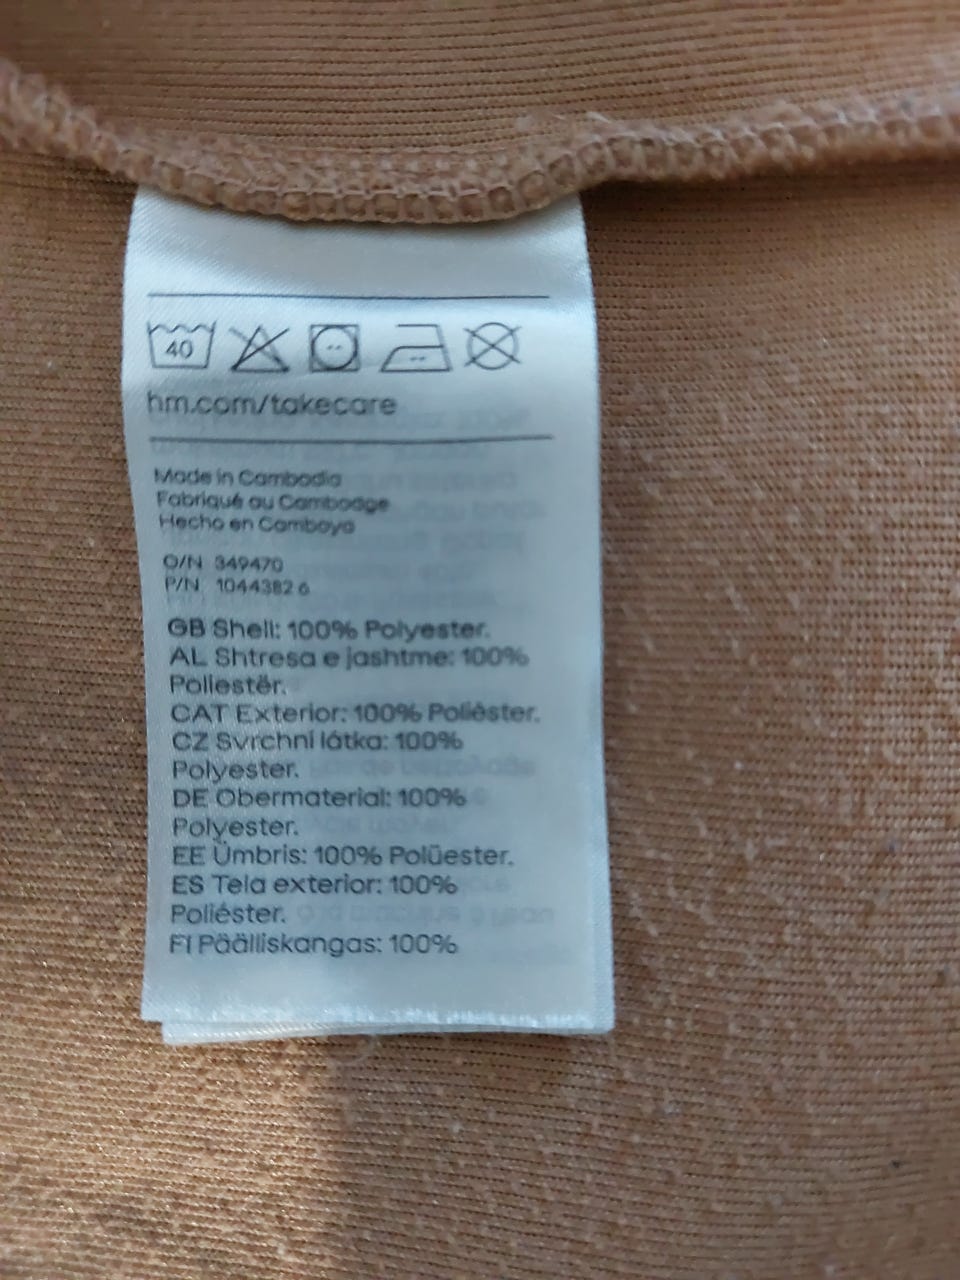 40
hm.com/takecare
Made in Cambodia
Fabriqué au Cambodge
Hecho en Camboya
O/N 349470
P/N 1044382 6
GB Shell: 100% Polyester.
AL Shtresa e jashtme: 100%
Poliestër.
CAT Exterior: 100% Polièster.
CZ Svrchní látka: 100%
Polyester.
DE Obermaterial: 100%
Polyester.
EE Ümbris: 100% Polüester.
ES Tela exterior: 100%
Poliéster.
FI Päälliskangas: 100%